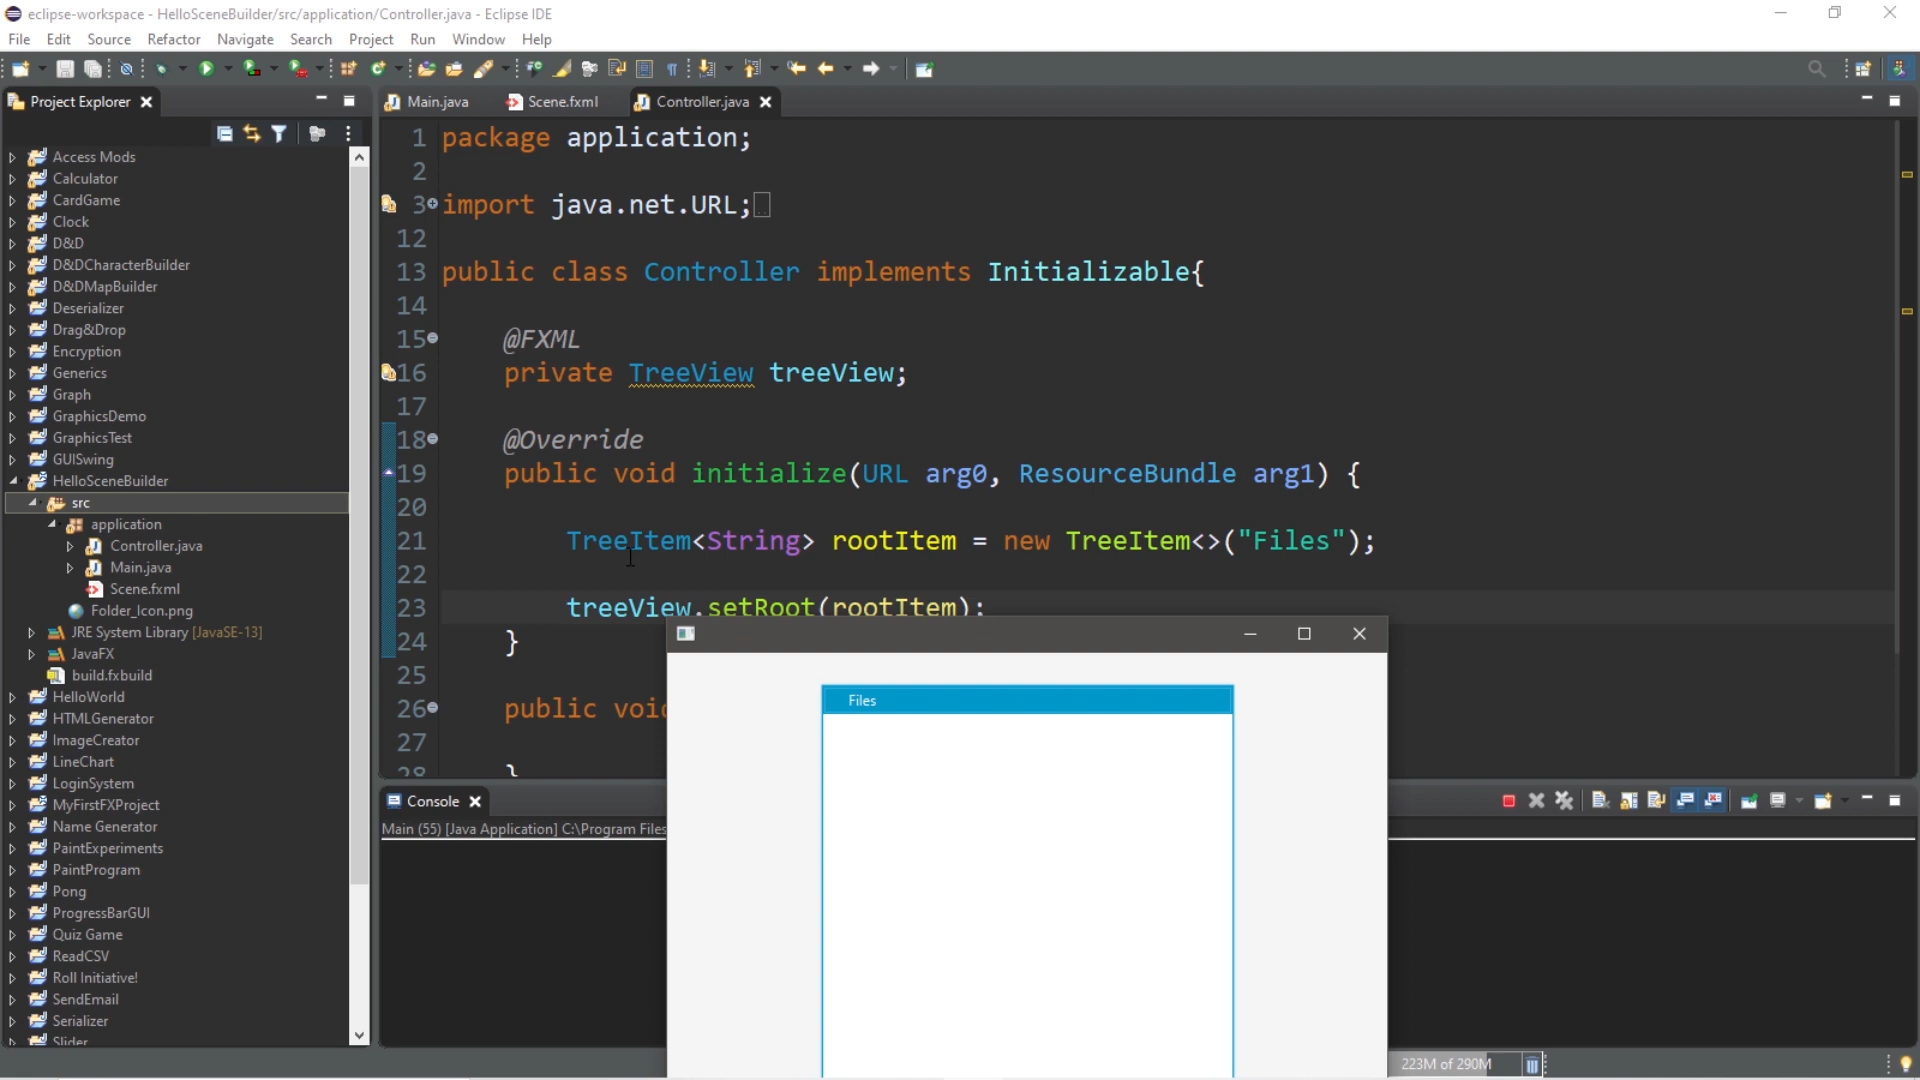 eclipse-workspace - HelloSceneBuilder/src/application/Controller.java - Eclipse IDE
File Edit Source Refactor Navigate Search Project Run Window Help
Project Explorer
Access Mods
Calculator
CardGame
Clock
D&D
D&DCharacterBuilder
D&DMapBuilder
Deserializer
Drag&Drop
Encryption
Generics
Graph
GraphicsDemo
GraphicsTest
GUISwing
HelloSceneBuilder
src
application
Controller.java
Main.java
Scene.fxml
Folder_Icon.png
JRE System Library [JavaSE-13]
JavaFX
build.fxbuild
HelloWorld
HTMLGenerator
ImageCreator
LineChart
LoginSystem
MyFirstFXProject
Name Generator
PaintExperiments
PaintProgram
Pong
ProgressBarGUI
Quiz Game
ReadCSV
Roll Initiative!
SendEmail
Serializer
Slider
Main.java Scene.fxml Controller.java
1 package application;
2
3 import java.net.URL;
12
13 public class Controller implements Initializable{
14
15 @FXML
16 private TreeView treeView;
17
18 @Override
19 public void initialize(URL arg0, ResourceBundle arg1) {
20
21 TreeItem<String> rootItem = new TreeItem<>("Files");
22
23 treeView.setRoot(rootItem);
24 }
25
26 public void
27
28 }
Files
Console
Main (55) [Java Application] C:\Program Files
223M of 290M